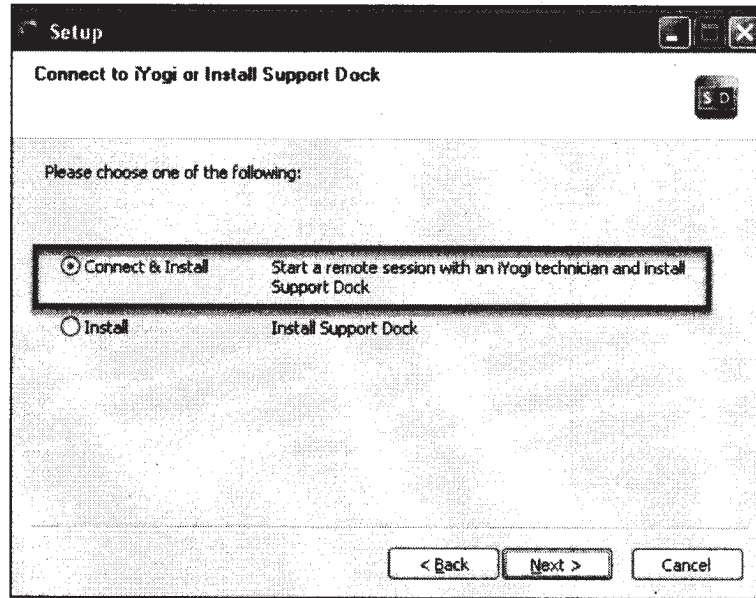 Setup
Connect to iYogi or Install Support Dock
S D
Please choose one of the following:
Connect & Install Start a remote session with an iYogi technician and install
Support Dock
Install Install Support Dock
< Back Next > Cancel